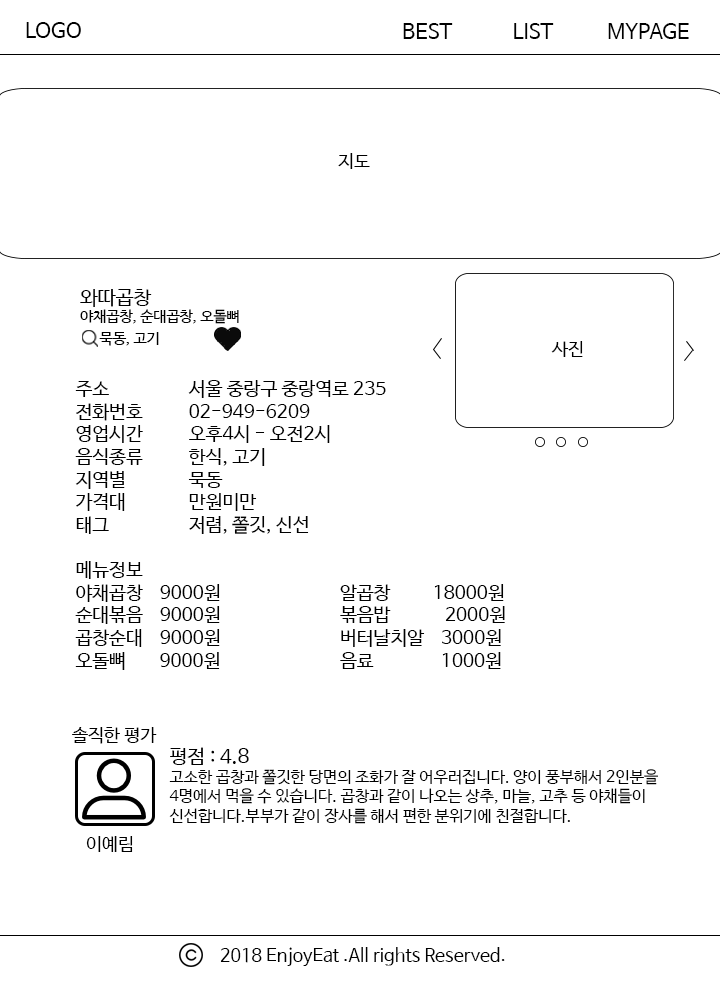 LOGO BEST LIST MYPAGE
지도
와따곱창
야채곱창, 순대곱창, 오돌뼈
묵동, 고기
사진
주소 서울 중랑구 중랑역로 235
전화번호 02-949-6209
영업시간 오후4시 - 오전2시
음식종류 한식, 고기
지역별 묵동
가격대 만원미만
태그 저렴, 쫄깃, 신선
메뉴정보
야채곱창 9000원 알곱창 18000원
순대볶음 9000원 볶음밥 2000원
곱창순대 9000원 버터날치알 3000원
오돌뼈 9000원 음료 1000원
솔직한 평가
평점 : 4.8
고소한 곱창과 쫄깃한 당면의 조화가 잘 어우러집니다. 양이 풍부해서 2인분을
4명에서 먹을 수 있습니다. 곱창과 같이 나오는 상추, 마늘, 고추 등 야채들이
신선합니다.부부가 같이 장사를 해서 편한 분위기에 친절합니다.
이예림
© 2018 EnjoyEat .All rights Reserved.